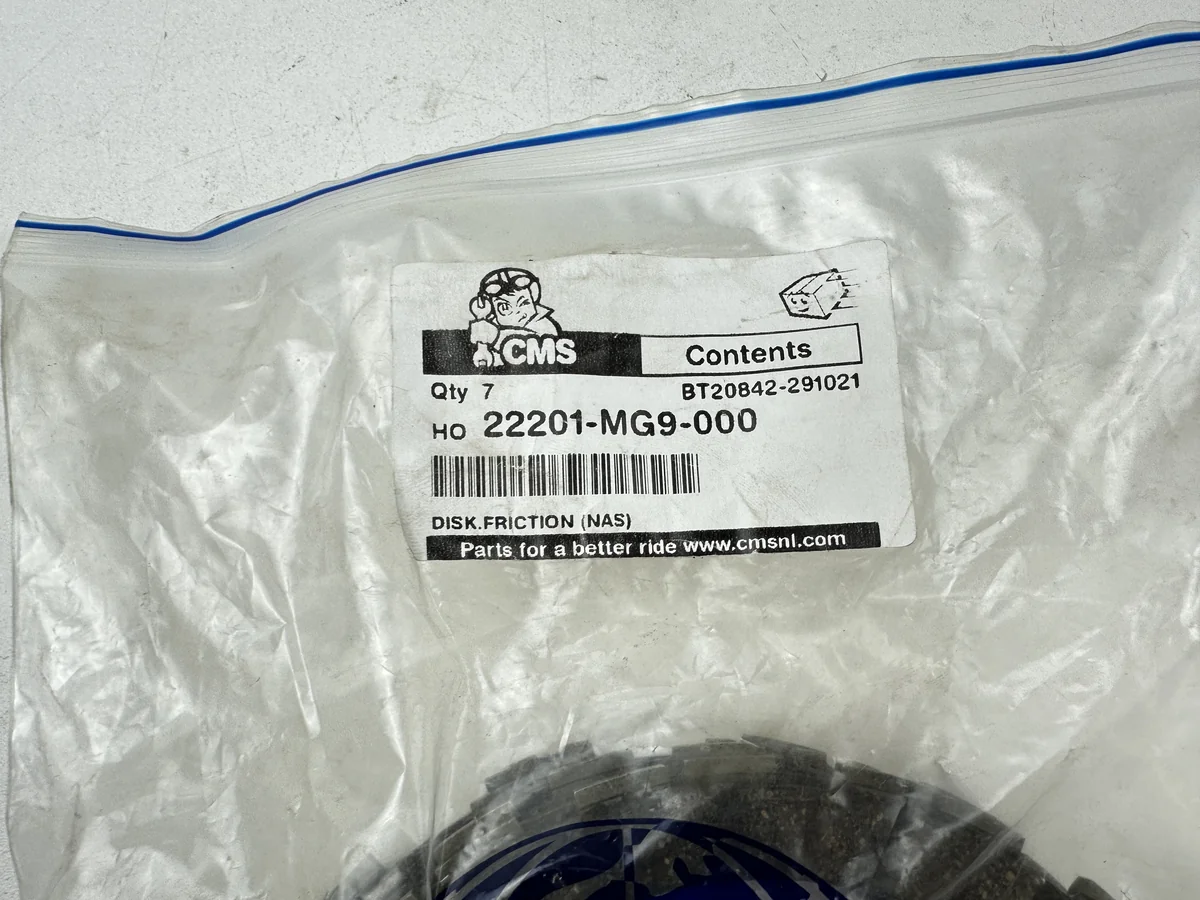 CMS
Contents
Qty 7
BT20842-291021
HO 22201-MG9-000
DISK.FRICTION (NAS)
Parts for a better ride www.cmsnl.com